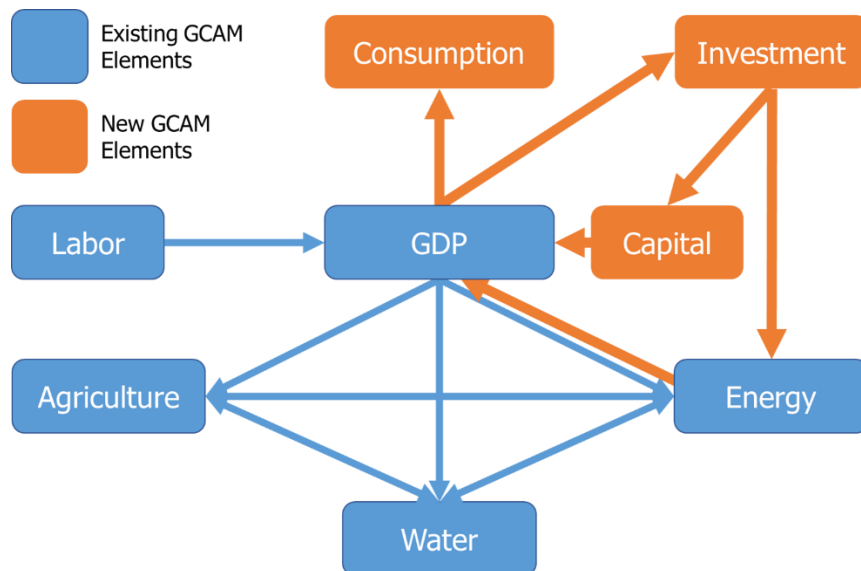 Existing GCAM
Elements
New GCAM
Elements
Consumption
Investment
Labor
GDP
Capital
Agriculture
Energy
Water